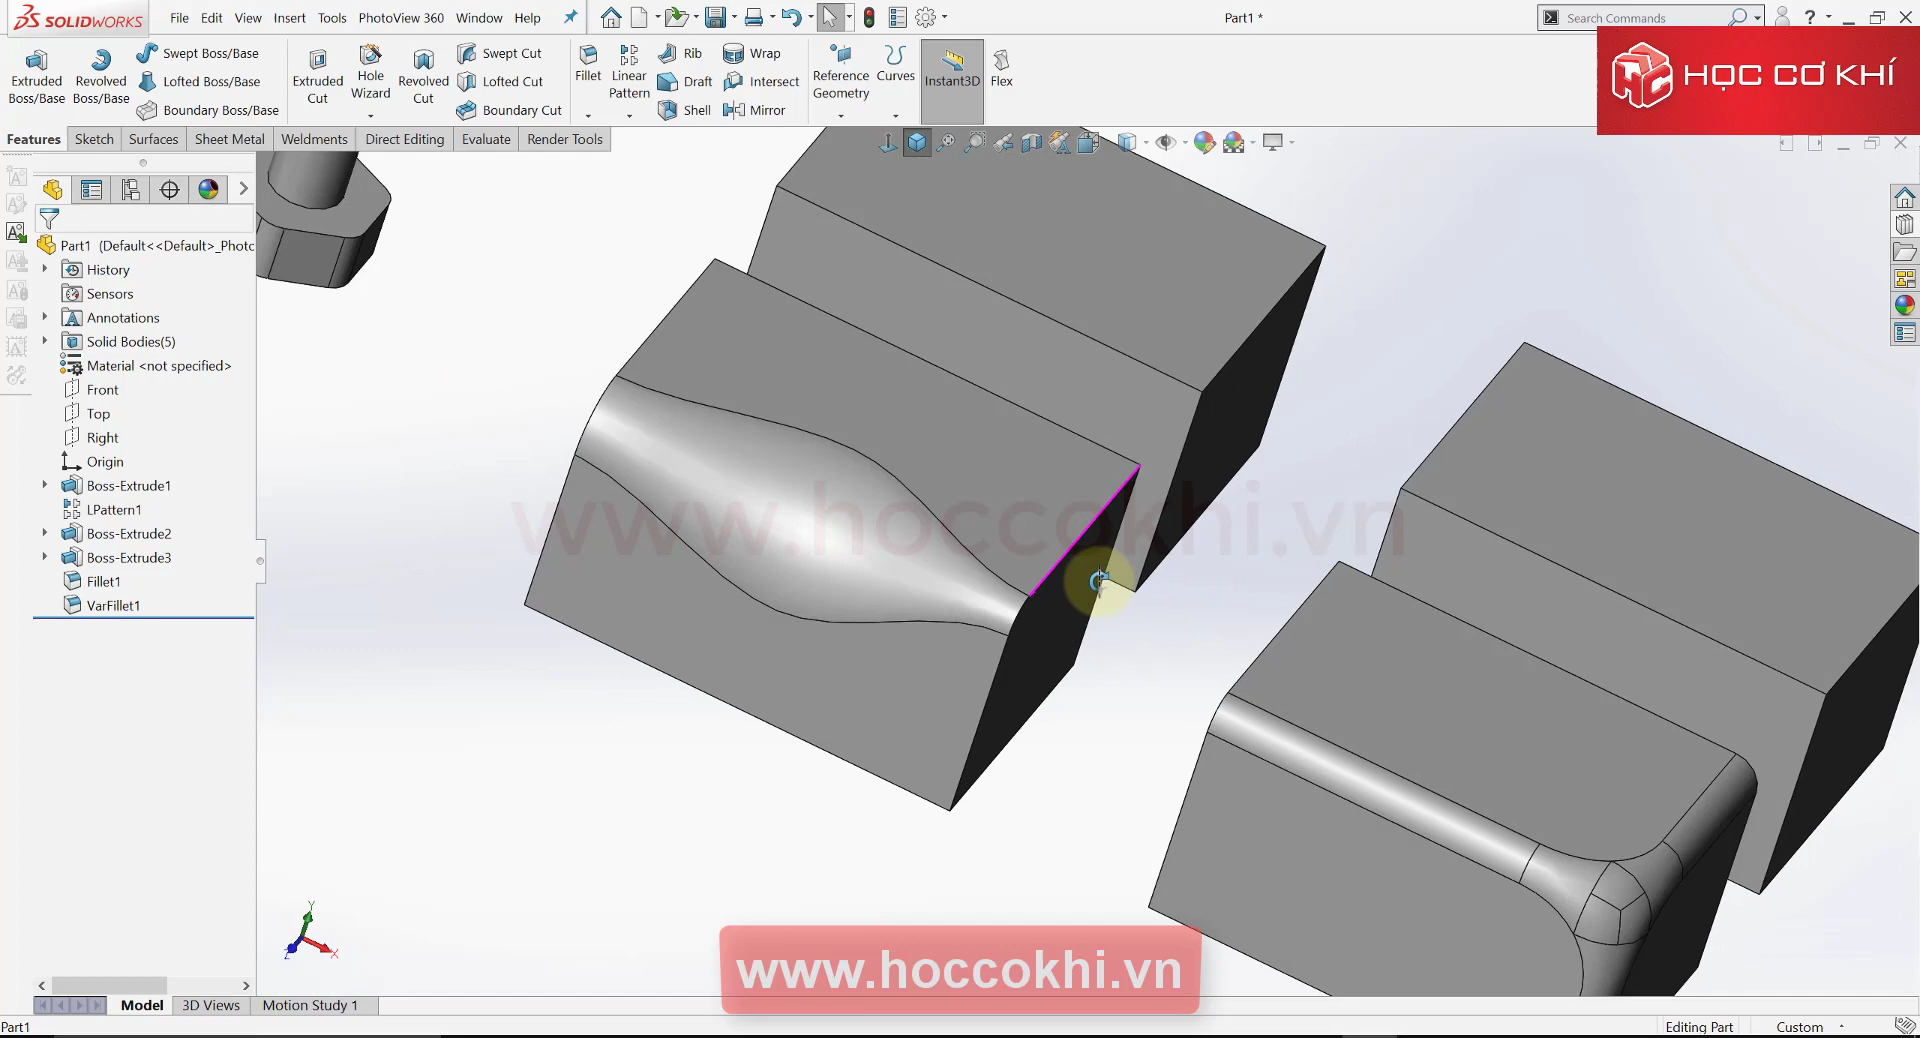 SOLIDWORKS File Edit View Insert Tools PhotoView 360 Window Help Part1 * Search Commands ?
Extruded Boss/Base
Revolved Boss/Base
Swept Boss/Base
Lofted Boss/Base
Boundary Boss/Base
Extruded Cut
Hole Wizard
Revolved Cut
Swept Cut
Lofted Cut
Boundary Cut
Fillet
Linear Pattern
Rib
Draft
Shell
Wrap
Intersect
Mirror
Reference Geometry
Curves
Instant3D
Flex
HỌC CƠ KHÍ
Features Sketch Surfaces Sheet Metal Weldments Direct Editing Evaluate Render Tools
Part1 (Default<<Default>_Photo
History
Sensors
Annotations
Solid Bodies(5)
Material <not specified>
Front
Top
Right
Origin
Boss-Extrude1
LPattern1
Boss-Extrude2
Boss-Extrude3
Fillet1
VarFillet1
www.hoccokhi.vn
Y
X
Z
www.hoccokhi.vn
Model 3D Views Motion Study 1
Part1 Editing Part Custom